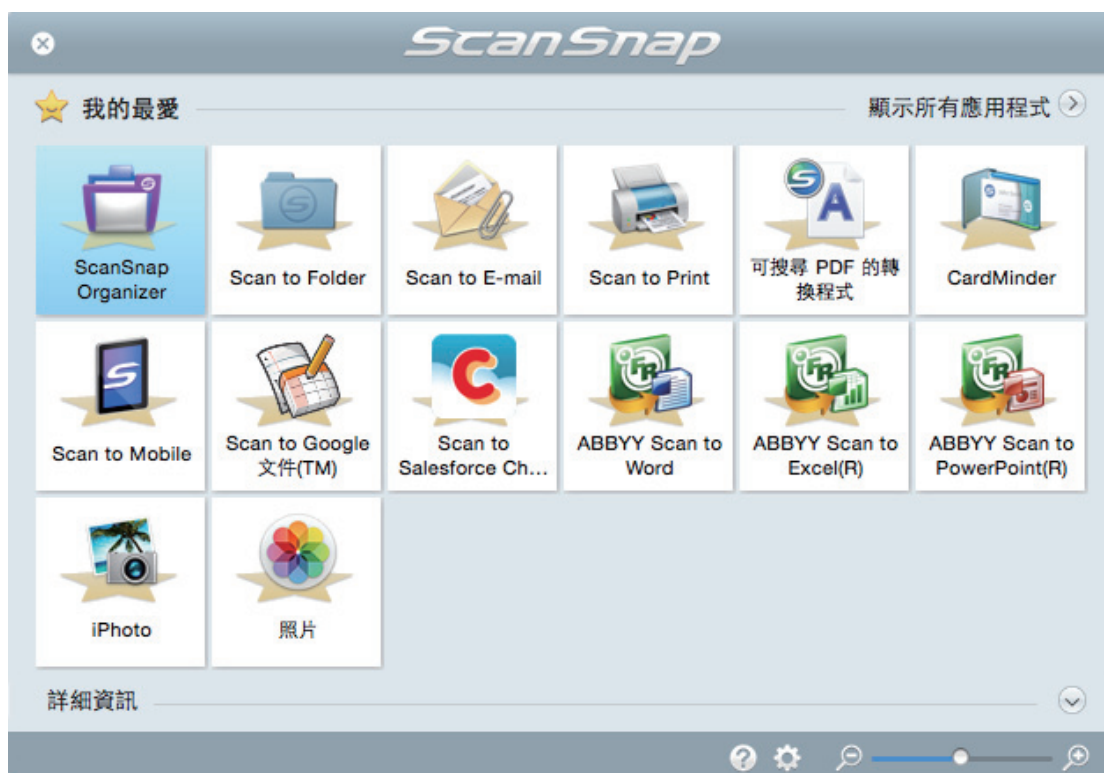 ScanSnap
我的最愛
顯示所有應用程式
ScanSnap
Organizer
Scan to Folder
Scan to E-mail
Scan to Print
可搜尋 PDF 的轉
換程式
CardMinder
Scan to Mobile
Scan to Google
文件(TM)
Scan to
Salesforce Ch...
ABBYY Scan to
Word
ABBYY Scan to
Excel(R)
ABBYY Scan to
PowerPoint(R)
iPhoto
照片
詳細資訊